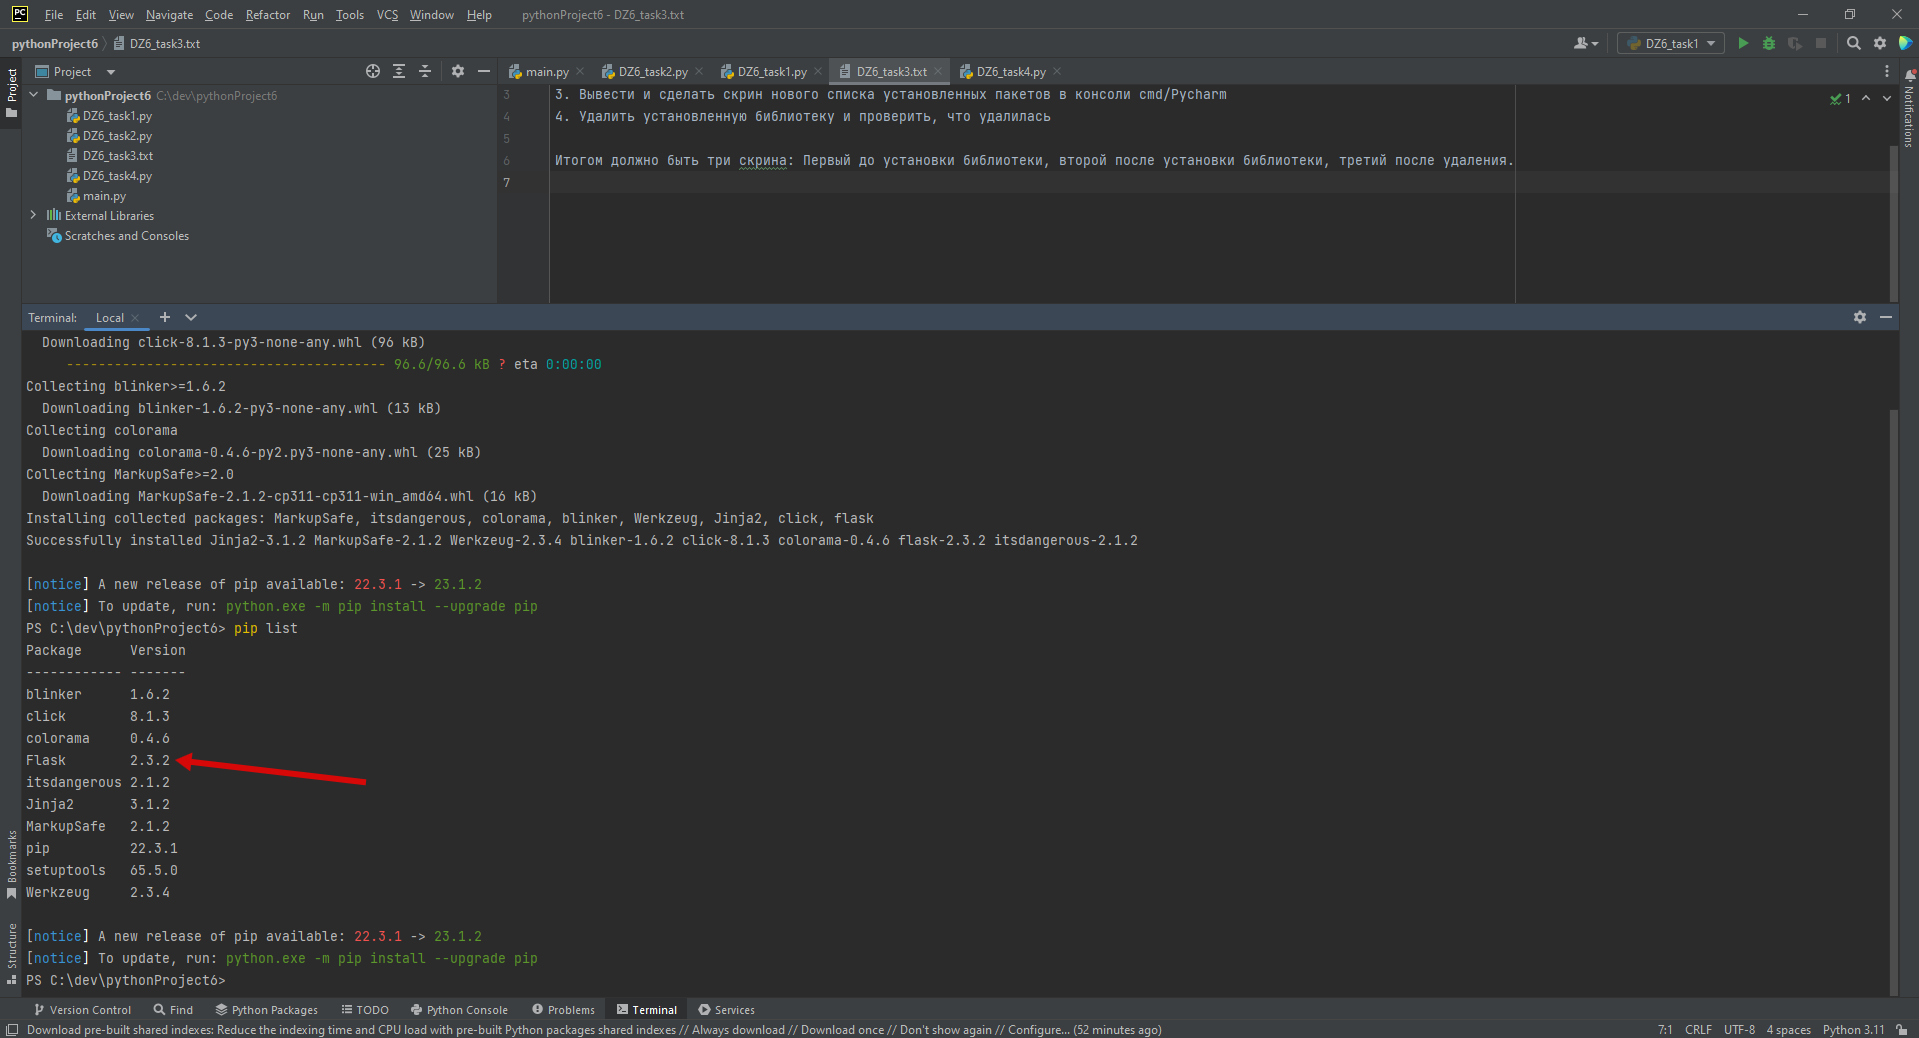 PC File Edit View Navigate Code Refactor Run Tools VCS Window Help pythonProject6 - DZ6_task3.txt
pythonProject6 DZ6_task3.txt DZ6_task1
Project
Project
main.py DZ6_task2.py DZ6_task1.py DZ6_task3.txt DZ6_task4.py
Notifications
pythonProject6 C:\dev\pythonProject6
DZ6_task1.py
DZ6_task2.py
DZ6_task3.txt
DZ6_task4.py
main.py
External Libraries
Scratches and Consoles
3 3. Вывести и сделать скрин нового списка установленных пакетов в консоли cmd/Pycharm
1
4 4. Удалить установленную библиотеку и проверить, что удалилась
5
6 Итогом должно быть три скрина: Первый до установки библиотеки, второй после установки библиотеки, третий после удаления.
7
Terminal: Local
Downloading click-8.1.3-py3-none-any.whl (96 kB)
---------------------------------------- 96.6/96.6 kB ? eta 0:00:00
Collecting blinker>=1.6.2
Downloading blinker-1.6.2-py3-none-any.whl (13 kB)
Collecting colorama
Downloading colorama-0.4.6-py2.py3-none-any.whl (25 kB)
Collecting MarkupSafe>=2.0
Downloading MarkupSafe-2.1.2-cp311-cp311-win_amd64.whl (16 kB)
Installing collected packages: MarkupSafe, itsdangerous, colorama, blinker, Werkzeug, Jinja2, click, flask
Successfully installed Jinja2-3.1.2 MarkupSafe-2.1.2 Werkzeug-2.3.4 blinker-1.6.2 click-8.1.3 colorama-0.4.6 flask-2.3.2 itsdangerous-2.1.2
[notice] A new release of pip available: 22.3.1 -> 23.1.2
[notice] To update, run: python.exe -m pip install --upgrade pip
PS C:\dev\pythonProject6> pip list
Package Version
------------ -------
blinker 1.6.2
click 8.1.3
colorama 0.4.6
Flask 2.3.2
itsdangerous 2.1.2
Jinja2 3.1.2
MarkupSafe 2.1.2
pip 22.3.1
setuptools 65.5.0
Werkzeug 2.3.4
[notice] A new release of pip available: 22.3.1 -> 23.1.2
[notice] To update, run: python.exe -m pip install --upgrade pip
PS C:\dev\pythonProject6>
Bookmarks
Structure
Version Control Find Python Packages TODO Python Console Problems Terminal Services
Download pre-built shared indexes: Reduce the indexing time and CPU load with pre-built Python packages shared indexes // Always download // Download once // Don't show again // Configure... (52 minutes ago) 7:1 CRLF UTF-8 4 spaces Python 3.11